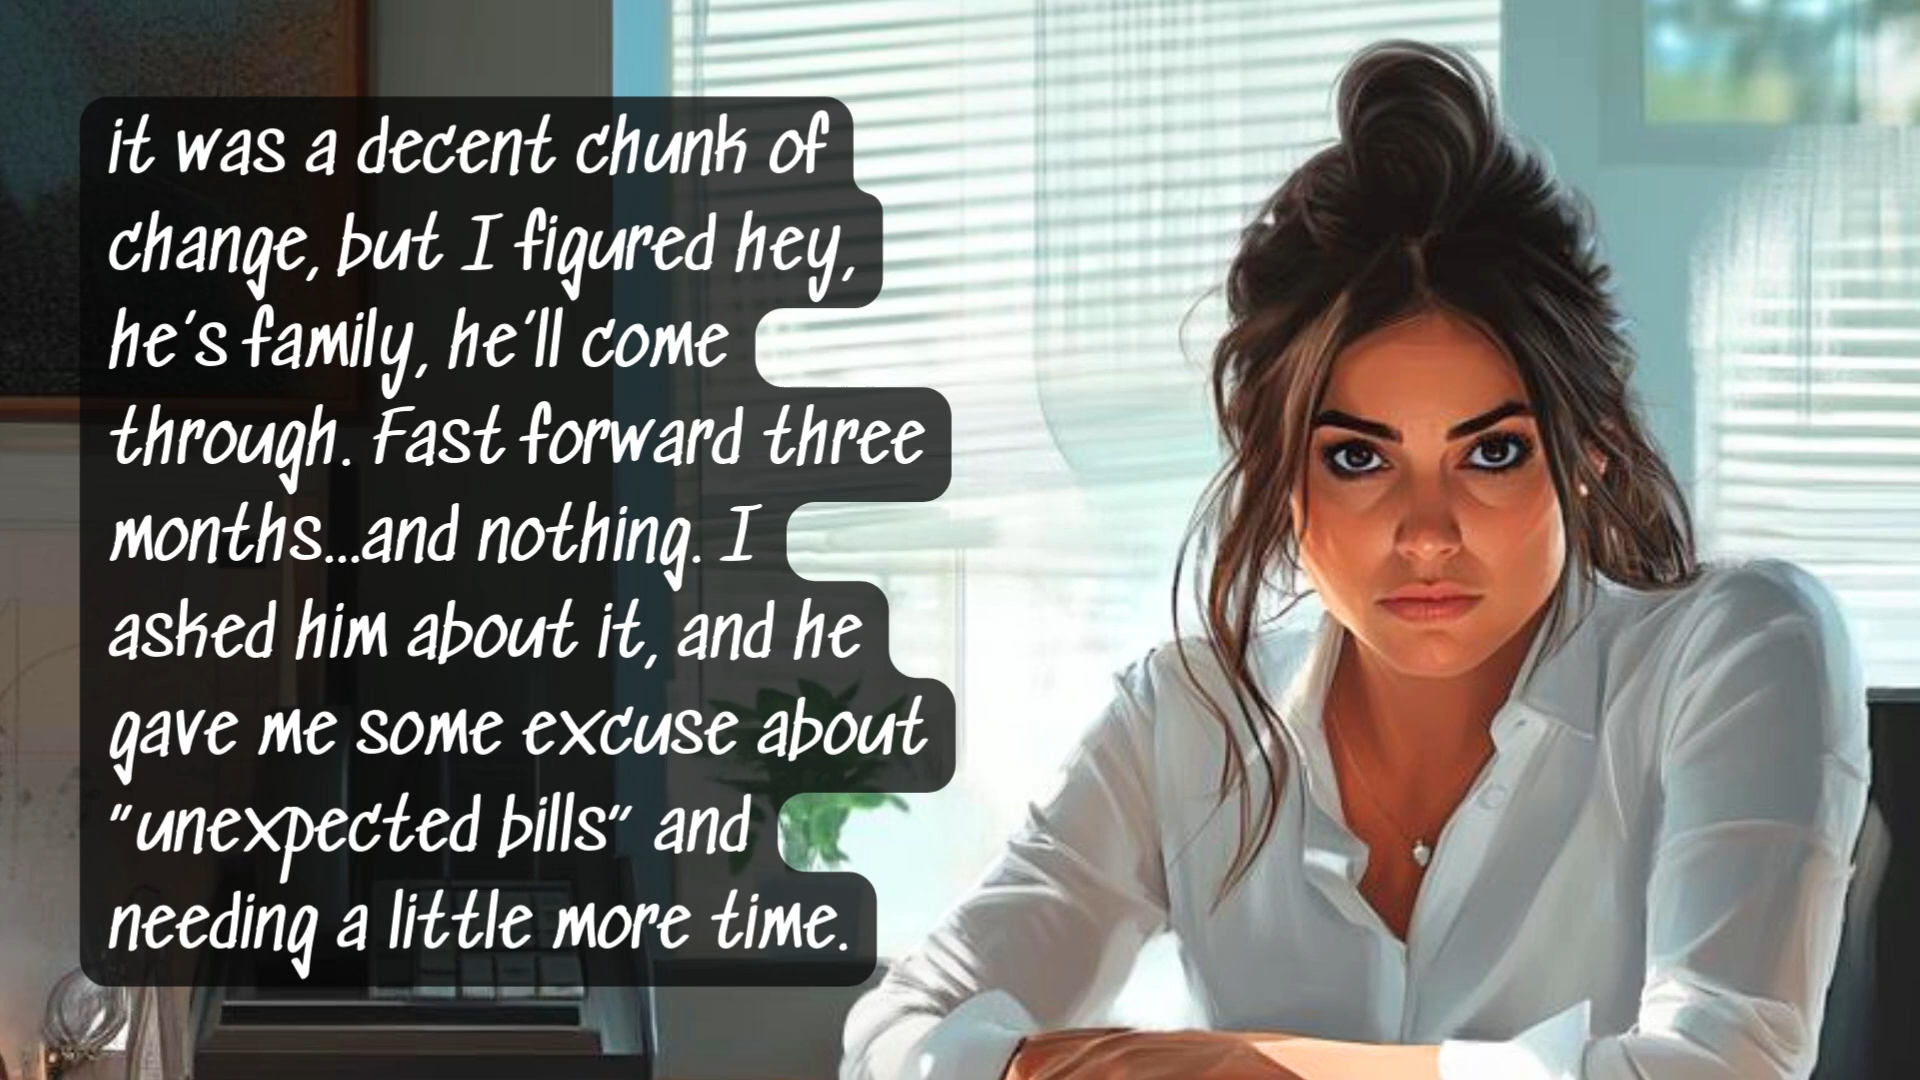 it was a decent chunk of
change, but I figured hey,
he's family, he'll come
through. Fast forward three
months...and nothing. I
asked him about it, and he
gave me some excuse about
"unexpected bills" and
needing a little more time.